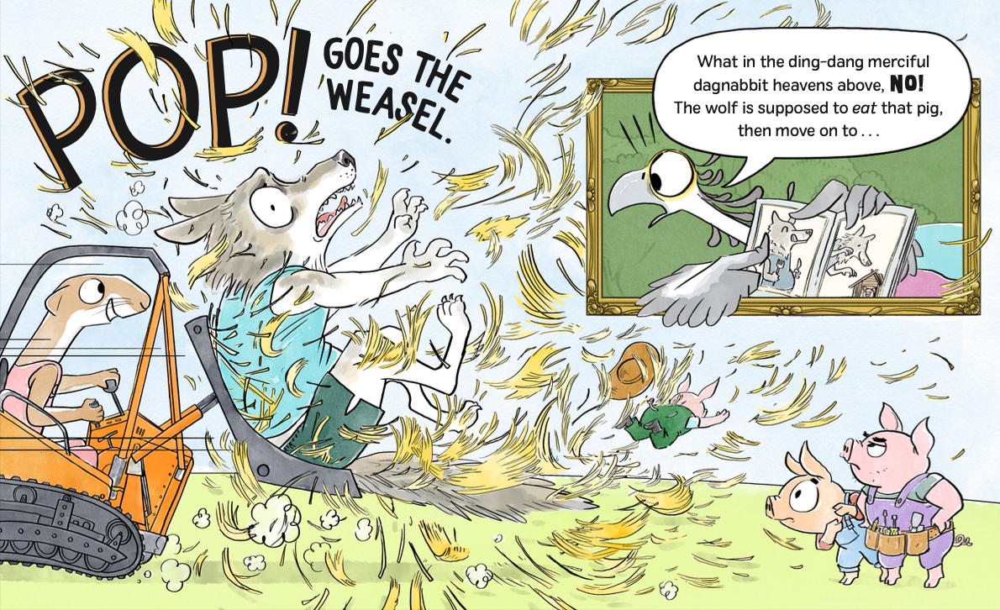 POP!
GOES THE
WEASEL.
What in the ding-dang merciful
dagnabbit heavens above, NO!
The wolf is supposed to eat that pig,
then move on to . . .